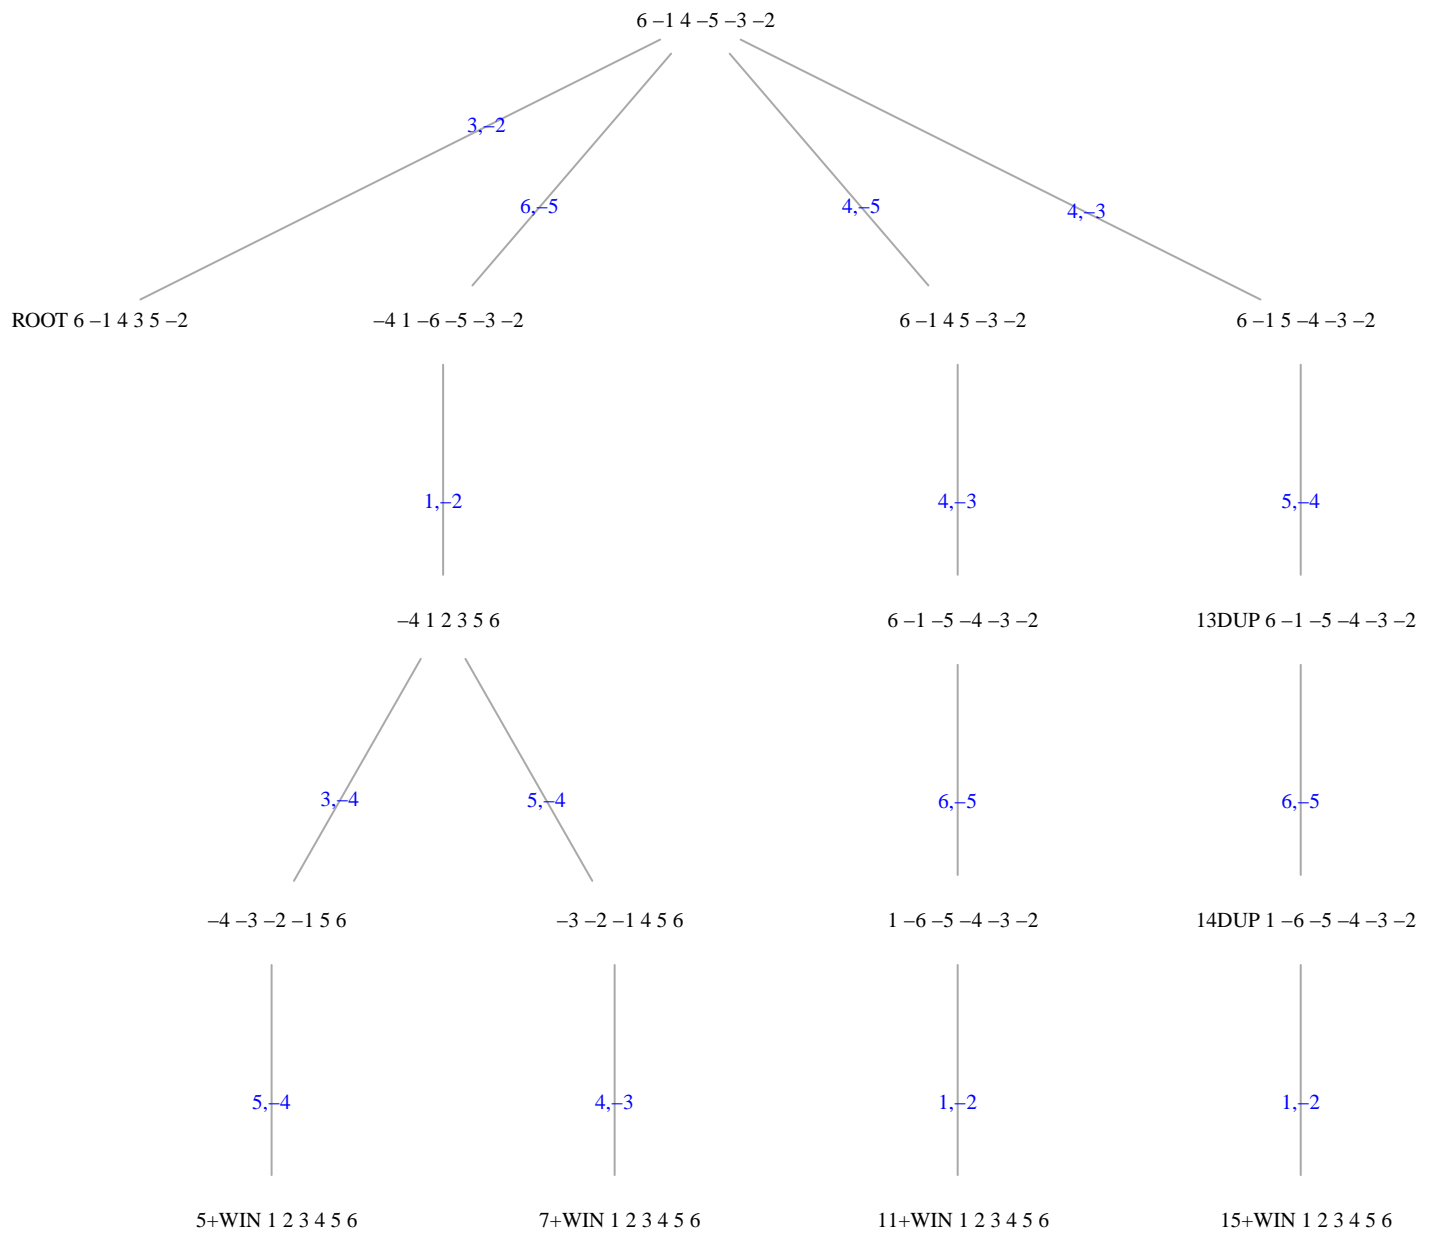 6 –1 4 –5 –3 –2
3,–2
6,–5
4,–5
4,–3
ROOT 6 –1 4 3 5 –2
–4 1 –6 –5 –3 –2
6 –1 4 5 –3 –2
6 –1 5 –4 –3 –2
1,–2
4,–3
5,–4
–4 1 2 3 5 6
6 –1 –5 –4 –3 –2
13DUP 6 –1 –5 –4 –3 –2
3,–4
5,–4
6,–5
6,–5
–4 –3 –2 –1 5 6
–3 –2 –1 4 5 6
1 –6 –5 –4 –3 –2
14DUP 1 –6 –5 –4 –3 –2
5,–4
4,–3
1,–2
1,–2
5+WIN 1 2 3 4 5 6
7+WIN 1 2 3 4 5 6
11+WIN 1 2 3 4 5 6
15+WIN 1 2 3 4 5 6